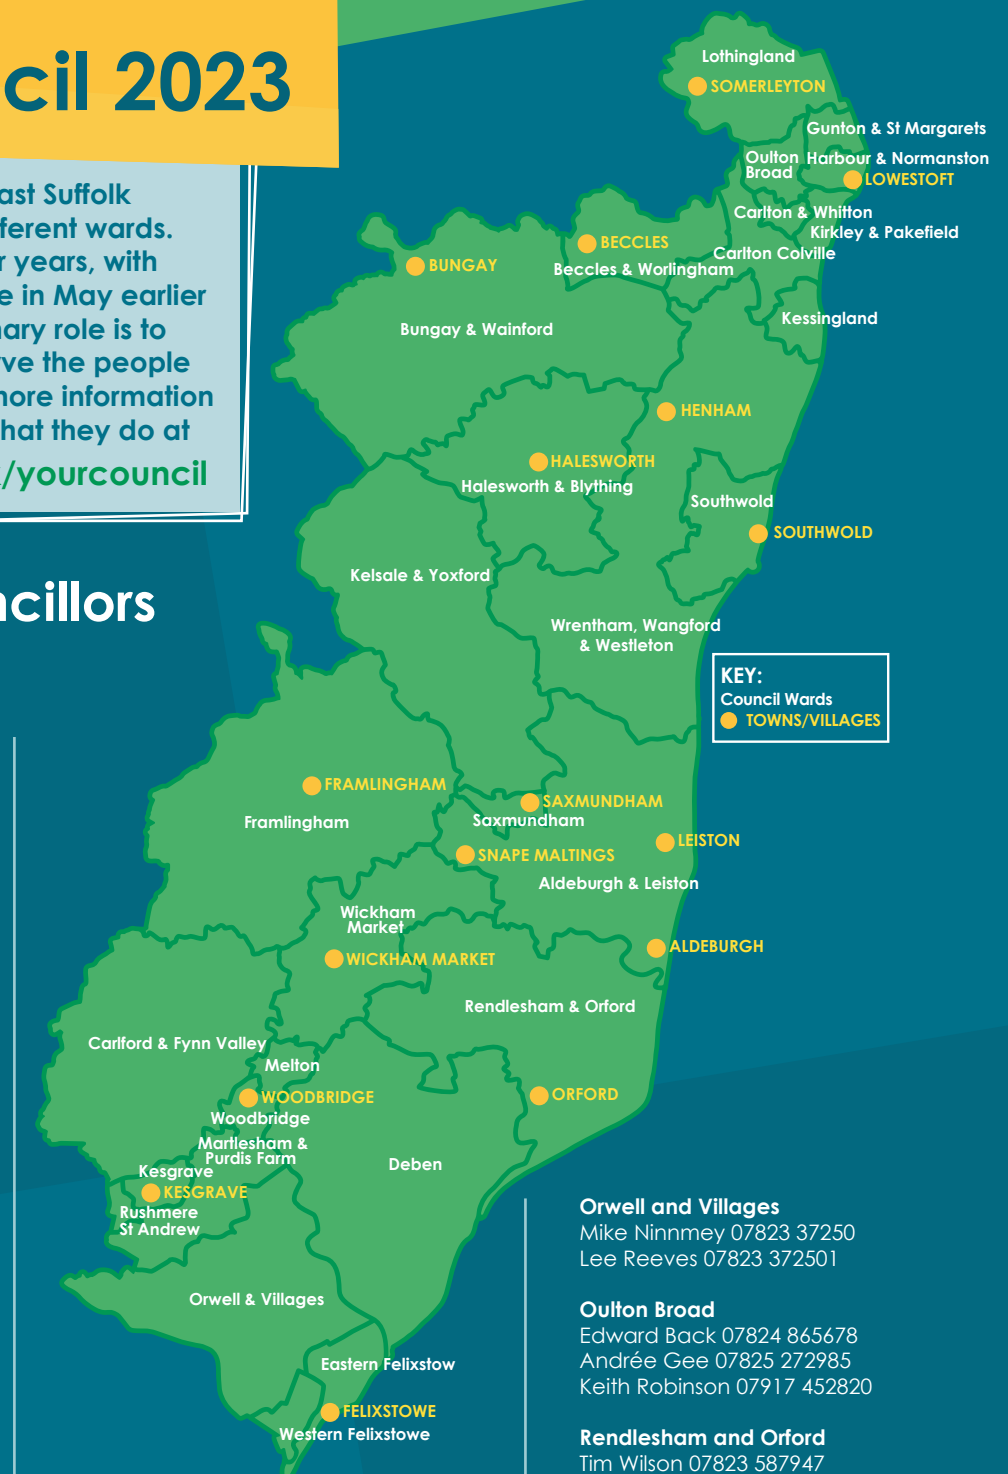 cil 2023
ast Suffolk
ferent wards.
r years, with
e in May earlier
nary role is to
rve the people
more information
hat they do at
/yourcouncil
ncillors
Lothingland
SOMERLEYTON
Gunton & St Margarets
Oulton
Broad
Harbour & Normanston
LOWESTOFT
Carlton & Whitton
Kirkley & Pakefield
Carlton Colville
BECCLES
Beccles & Worlingham
BUNGAY
Bungay & Wainford
Kessingland
HENHAM
HALESWORTH
Halesworth & Blything
Southwold
SOUTHWOLD
Kelsale & Yoxford
Wrentham, Wangford
& Westleton
KEY:
Council Wards
TOWNS/VILLAGES
FRAMLINGHAM
Framlingham
SAXMUNDHAM
Saxmundham
SNAPE MALTINGS
LEISTON
Aldeburgh & Leiston
Wickham
Market
WICKHAM MARKET
ALDEBURGH
Rendlesham & Orford
Carlford & Fynn Valley
Melton
WOODBRIDGE
Woodbridge
ORFORD
Martlesham &
Purdis Farm
Deben
Kesgrave
KESGRAVE
Rushmere
St Andrew
Orwell & Villages
Eastern Felixstow
FELIXSTOWE
Western Felixstowe
Orwell and Villages
Mike Ninnmey 07823 37250
Lee Reeves 07823 372501
Oulton Broad
Edward Back 07824 865678
Andrée Gee 07825 272985
Keith Robinson 07917 452820
Rendlesham and Orford
Tim Wilson 07823 587947